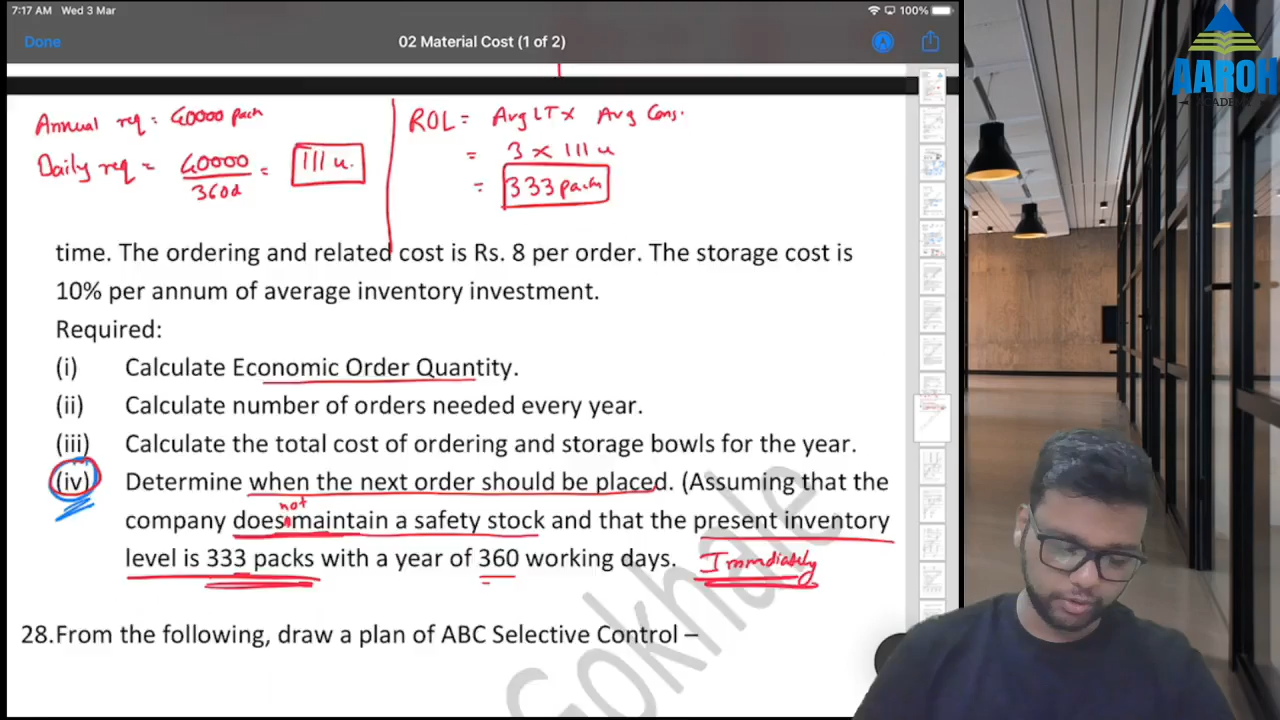 7:17 AM Wed 3 Mar
100%
Done
02 Material Cost (1 of 2)
AAROH
Annual req = 40000 pack
Daily req = 40000 / 360d = 111 u.
ROL = Avg LT x Avg Cons.
= 3 x 111 u
= 333 packs
time. The ordering and related cost is Rs. 8 per order. The storage cost is
10% per annum of average inventory investment.
Required:
(i) Calculate Economic Order Quantity.
(ii) Calculate number of orders needed every year.
(iii) Calculate the total cost of ordering and storage bowls for the year.
(iv) Determine when the next order should be placed. (Assuming that the
not
company does maintain a safety stock and that the present inventory
level is 333 packs with a year of 360 working days. Immediately
28.From the following, draw a plan of ABC Selective Control –
Gokhale